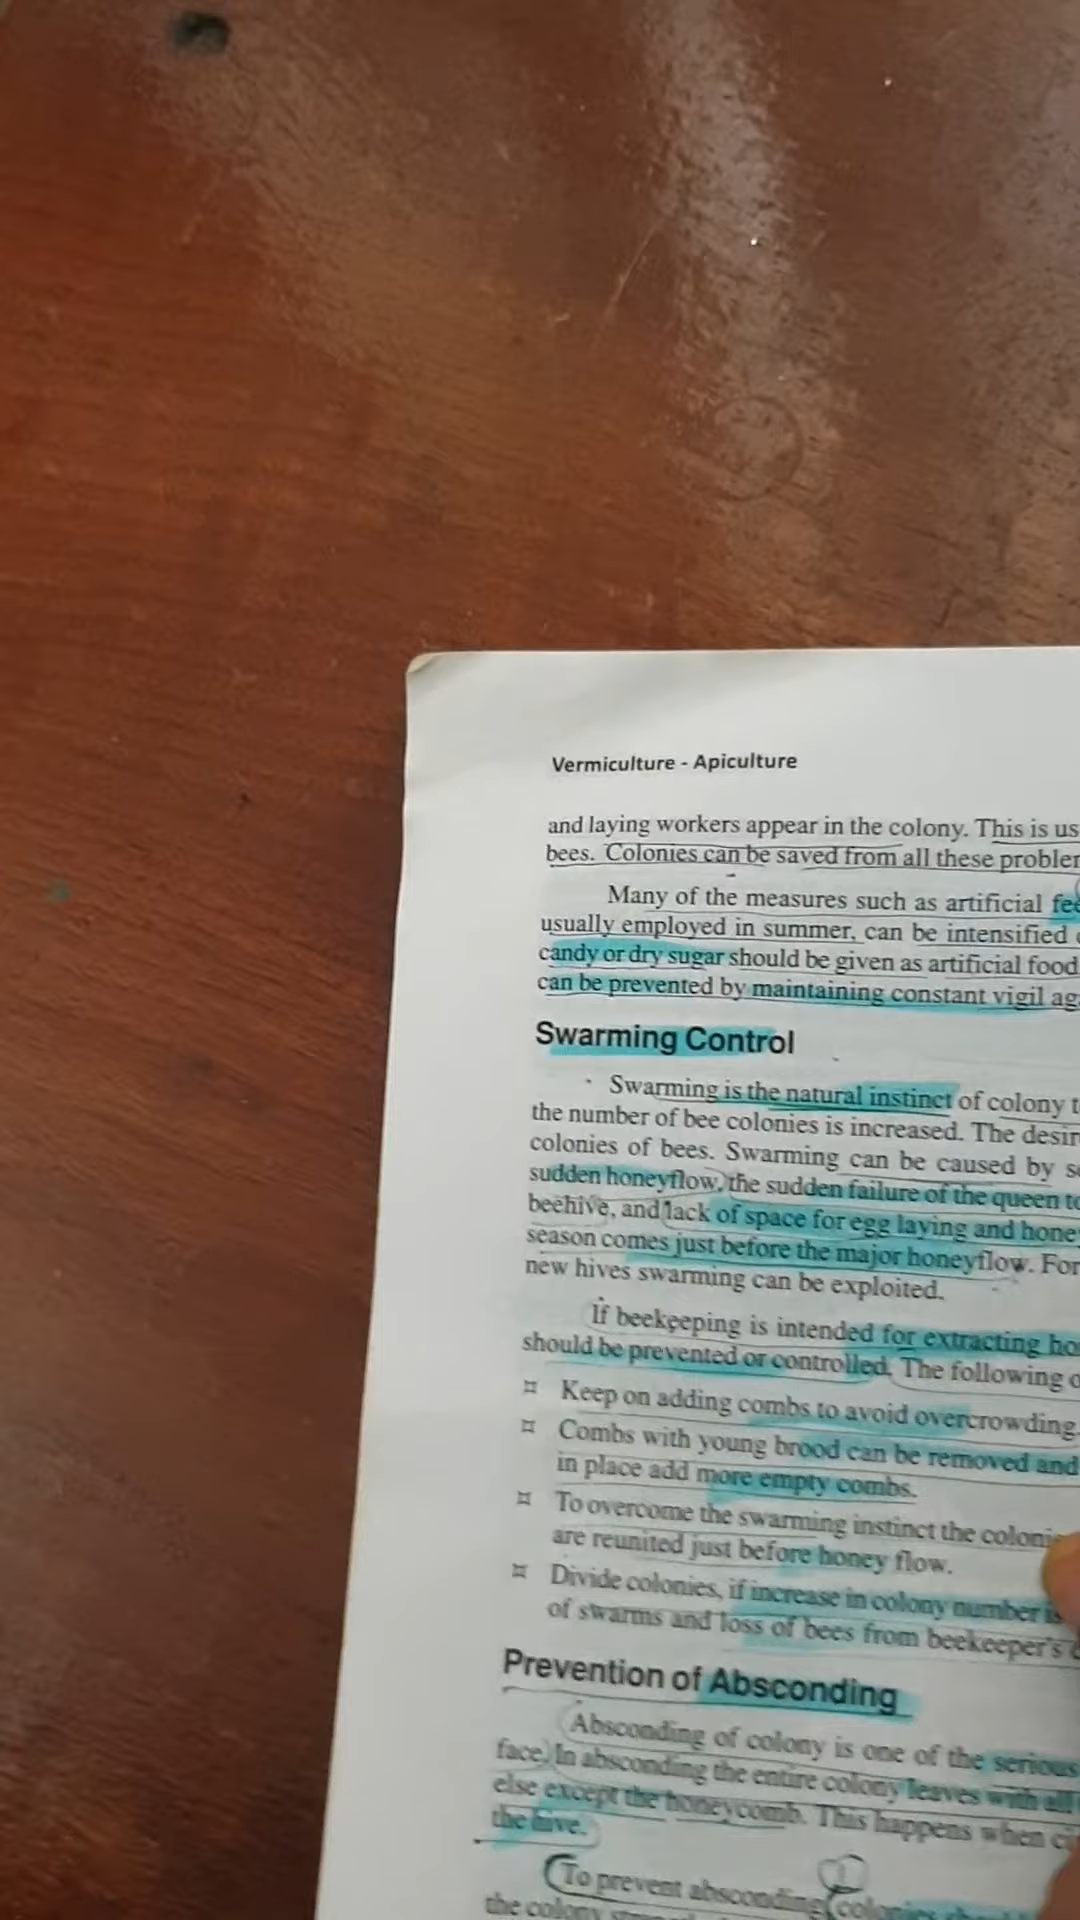 Vermiculture - Apiculture
and laying workers appear in the colony. This is us
bees. Colonies can be saved from all these problem
Many of the measures such as artificial fee
usually employed in summer, can be intensified
candy or dry sugar should be given as artificial food
can be prevented by maintaining constant vigil ag
Swarming Control
Swarming is the natural instinct of colony t
the number of bee colonies is increased. The desir
colonies of bees. Swarming can be caused by s
sudden honeyflow, the sudden failure of the queen to
beehive, and lack of space for egg laying and hone
season comes just before the major honeyflow. For
new hives swarming can be exploited.
If beekeeping is intended for extracting ho
should be prevented or controlled. The following
¤ Keep on adding combs to avoid overcrowding.
¤ Combs with young brood can be removed and
in place add more empty combs.
¤ To overcome the swarming instinct the coloni
are reunited just before honey flow.
¤ Divide colonies, if increase in colony number is
of swarms and loss of bees from beekeeper's
Prevention of Absconding
Absconding of colony is one of the serious
face. In absconding the entire colony leaves with all
else except the honeycomb. This happens when
the hive.
To prevent absconding colonies
the colony